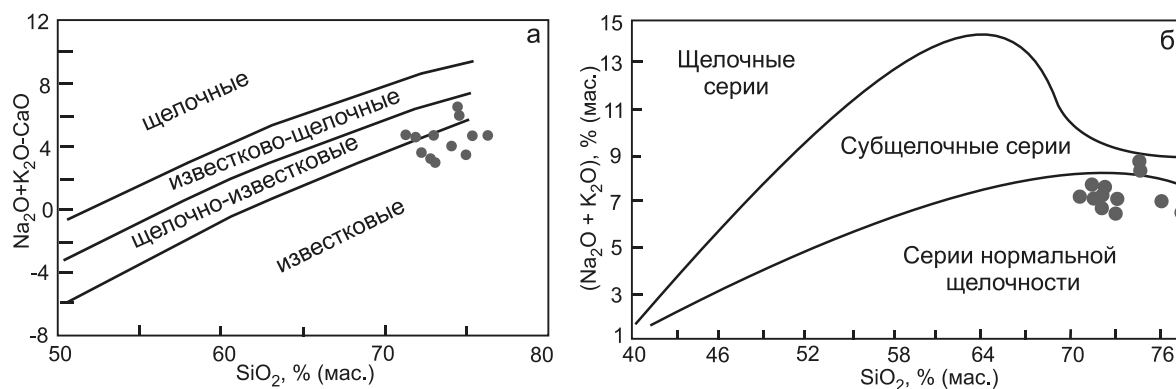 а
Na₂O+K₂O-CaO
12
8
4
0
-4
-8
щелочные
известково-щелочные
щелочно-известковые
известковые
50
60
70
80
SiO₂, % (мас.)
б
(Na₂O + K₂O), % (мас.)
15
13
11
9
7
5
3
1
Щелочные
серии
Субщелочные серии
Серии нормальной
щелочности
40
46
52
58
64
70
76
SiO₂, % (мас.)